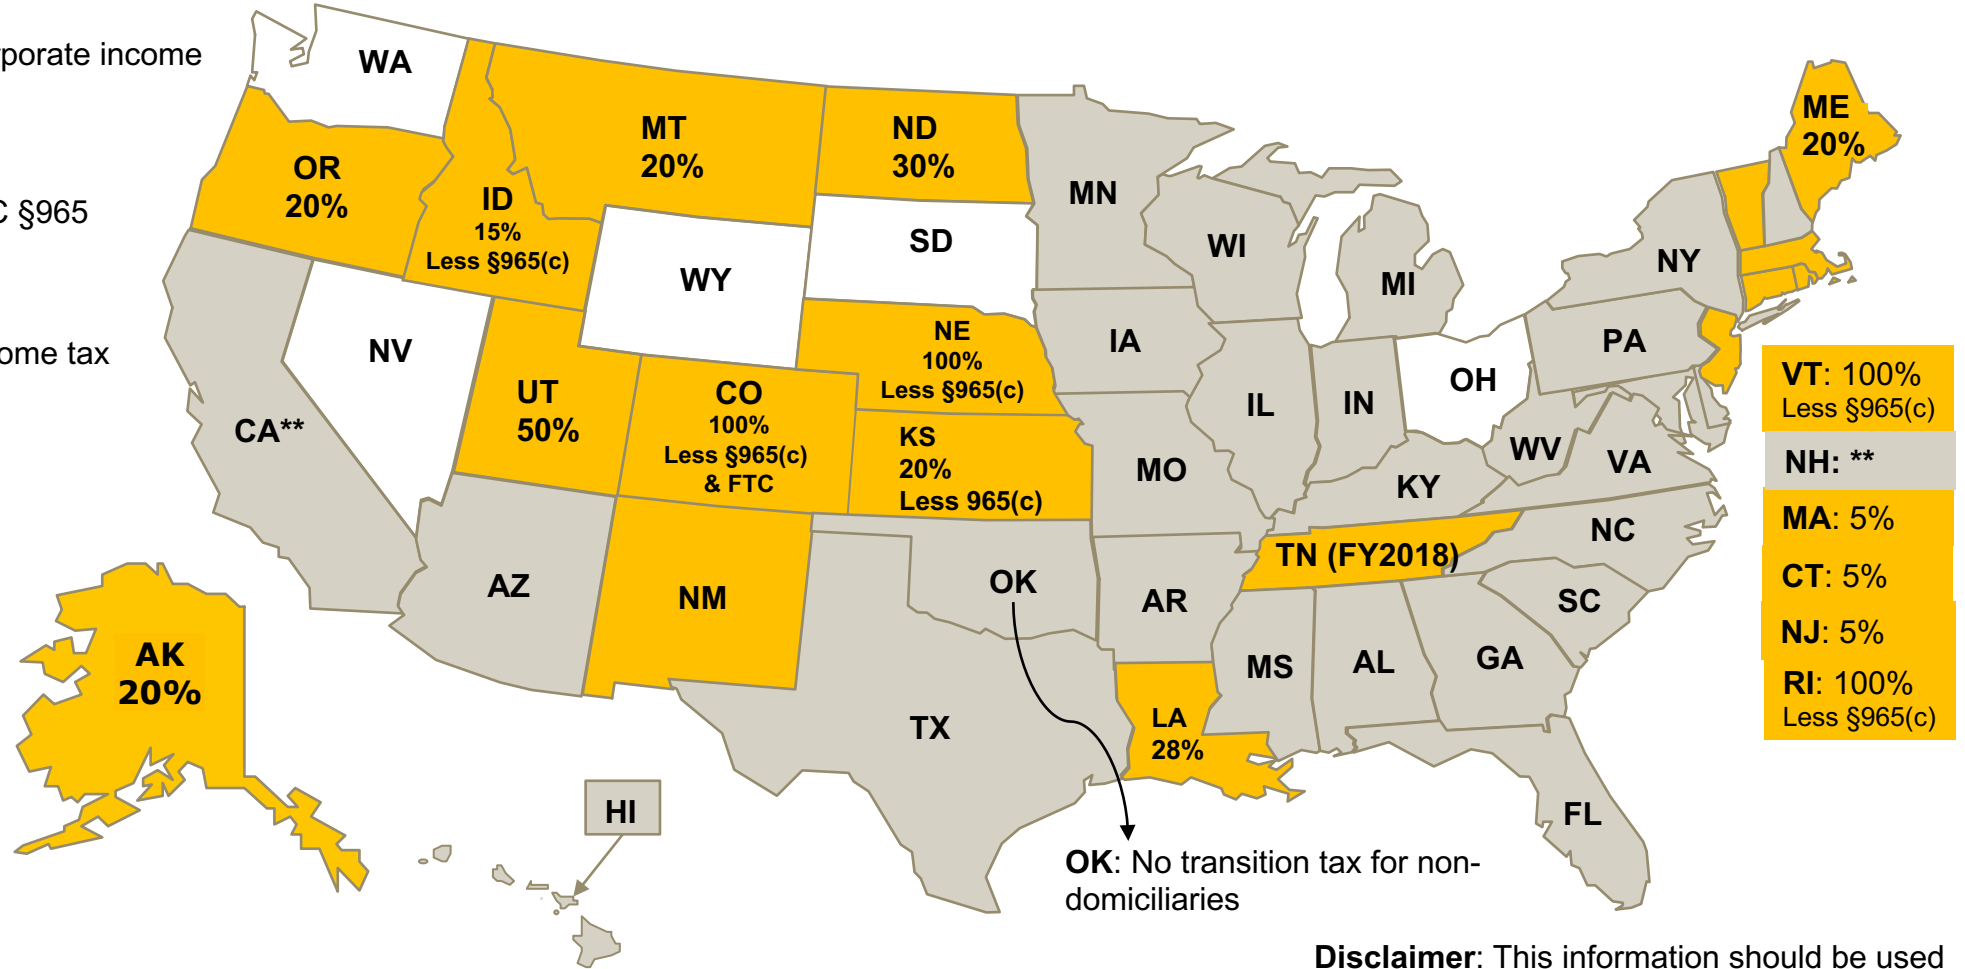 rporate income
C §965
ome tax
WA
OR
20%
ID
15%
Less §965(c)
MT
20%
ND
30%
MN
SD
WY
NV
CA**
UT
50%
CO
100%
Less §965(c)
& FTC
NE
100%
Less §965(c)
KS
20%
Less 965(c)
IA
WI
MI
IL
IN
OH
MO
KY
WV
VA
PA
NY
ME
20%
VT: 100%
Less §965(c)
NH: **
MA: 5%
CT: 5%
NJ: 5%
RI: 100%
Less §965(c)
AZ
NM
OK
TX
AR
TN (FY2018)
NC
SC
MS
AL
GA
LA
28%
FL
AK
20%
HI
OK: No transition tax for non-
domiciliaries
Disclaimer: This information should be used